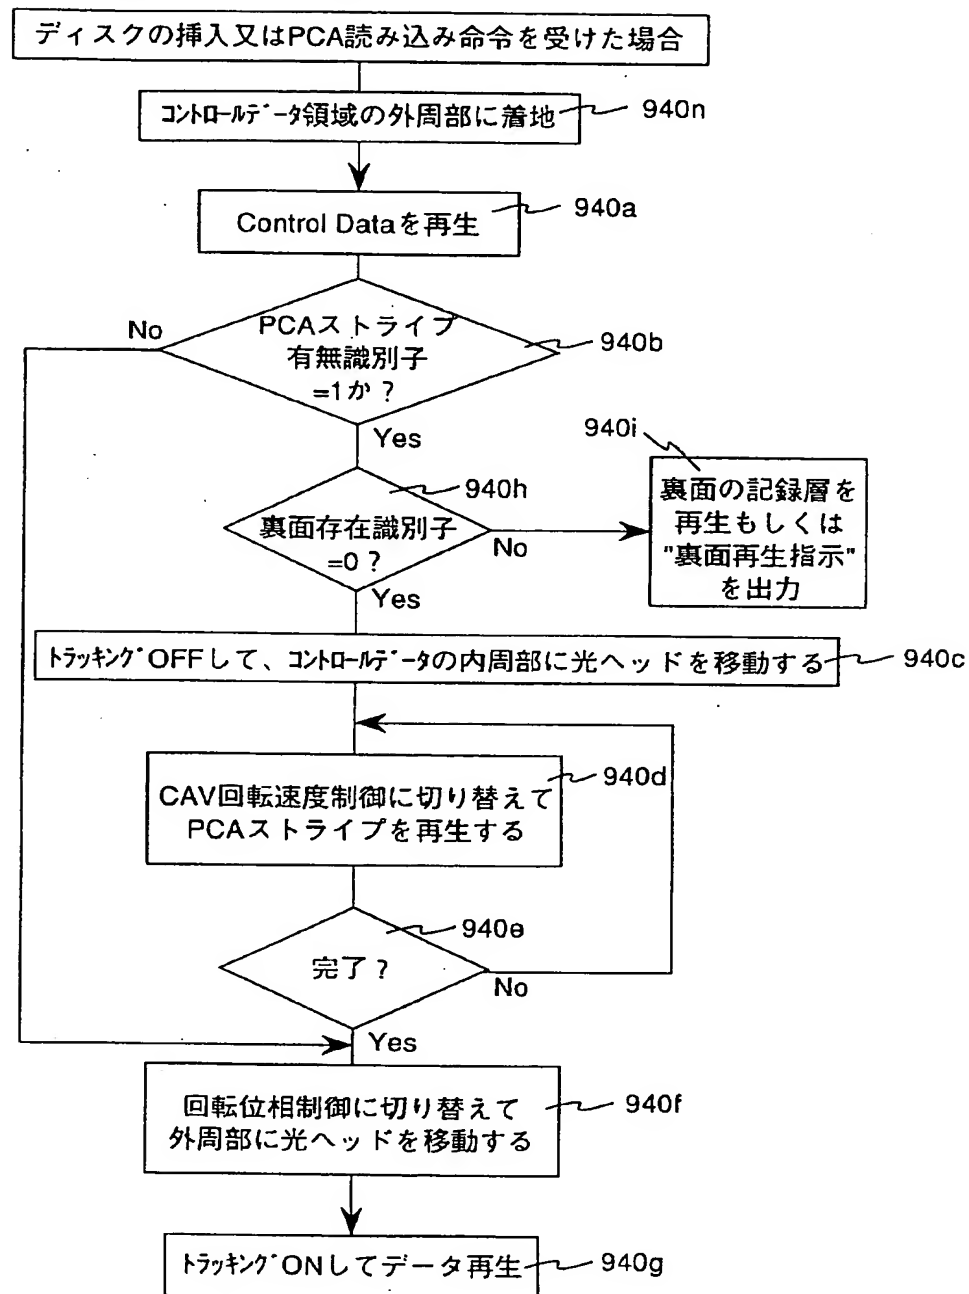 ディスクの挿入又はPCA読み込み命令を受けた場合
コントロールデータ領域の外周部に着地
940n
Control Dataを再生
940a
PCAストライプ
有無識別子
=1か?
940b
No
Yes
裏面存在識別子
=0?
940h
No
Yes
940i
裏面の記録層を
再生もしくは
"裏面再生指示"
を出力
トラッキングOFFして、コントロールデータの内周部に光ヘッドを移動する
940c
CAV回転速度制御に切り替えて
PCAストライプを再生する
940d
完了?
940e
No
Yes
回転位相制御に切り替えて
外周部に光ヘッドを移動する
940f
トラッキングONしてデータ再生
940g